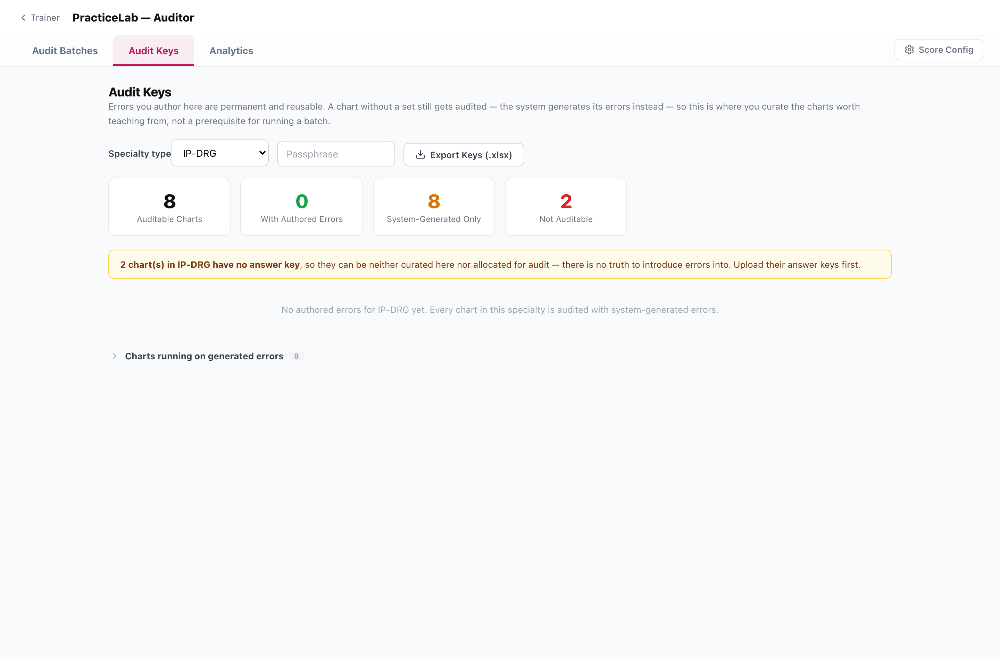 Trainer PracticeLab — Auditor
Audit Batches Audit Keys Analytics Score Config
Audit Keys
Errors you author here are permanent and reusable. A chart without a set still gets audited — the system generates its errors instead — so this is where you curate the charts worth
teaching from, not a prerequisite for running a batch.
Specialty type IP-DRG Passphrase Export Keys (.xlsx)
8 0 8 2
Auditable Charts With Authored Errors System-Generated Only Not Auditable
2 chart(s) in IP-DRG have no answer key, so they can be neither curated here nor allocated for audit — there is no truth to introduce errors into. Upload their answer keys first.
No authored errors for IP-DRG yet. Every chart in this specialty is audited with system-generated errors.
Charts running on generated errors 8